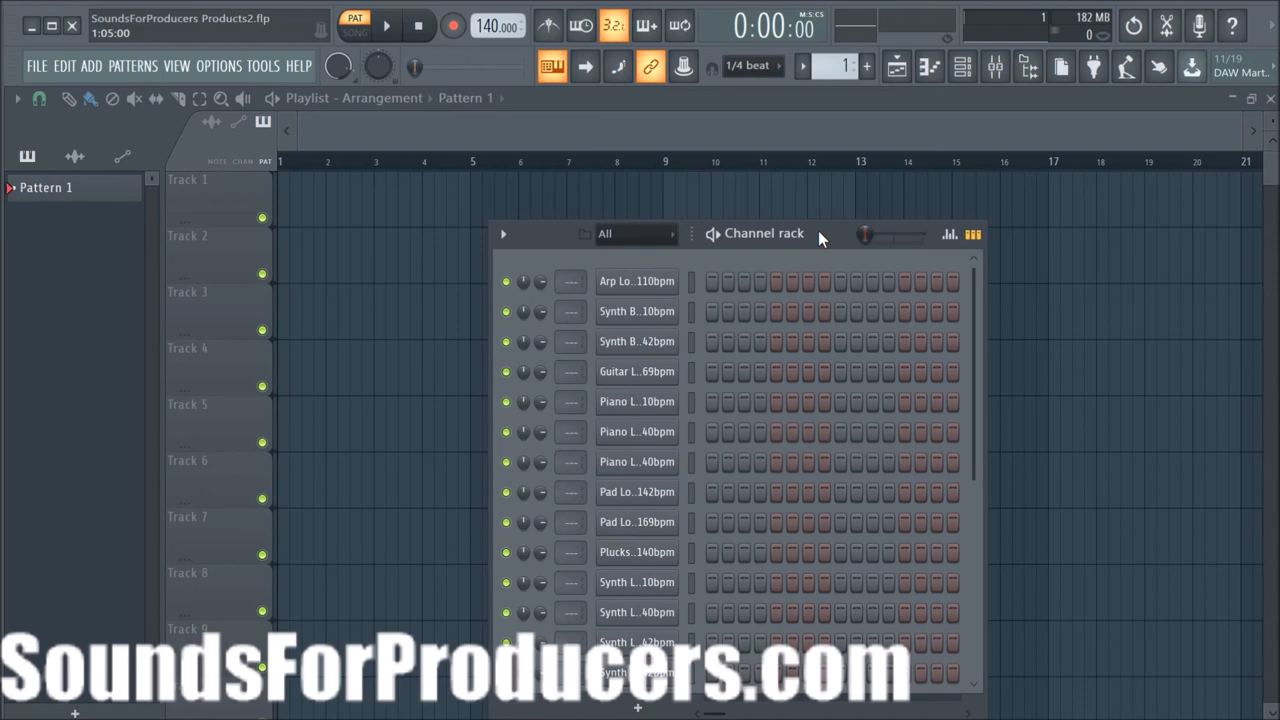 SoundsForProducers Products2.flp
1:05:00
PAT
SONG
140.000
3.2.1
0:00:00
M:S:CS
1
182 MB
0
FILE EDIT ADD PATTERNS VIEW OPTIONS TOOLS HELP
1/4 beat
1
11/19
DAW Mart..
Playlist - Arrangement
Pattern 1
NOTE CHAN PAT
1 2 3 4 5 6 7 8 9 10 11 12 13 14 15 16 17 18 19 20 21
Pattern 1
Track 1
Track 2
Track 3
Track 4
Track 5
Track 6
Track 7
Track 8
Track 9
All
Channel rack
Arp Lo..110bpm
Synth B..10bpm
Synth B..42bpm
Guitar L..69bpm
Piano L..10bpm
Piano L..40bpm
Piano L..40bpm
Pad Lo..142bpm
Pad Lo..169bpm
Plucks..140bpm
Synth L..10bpm
Synth L..40bpm
Synth L..42bpm
SoundsForProducers.com